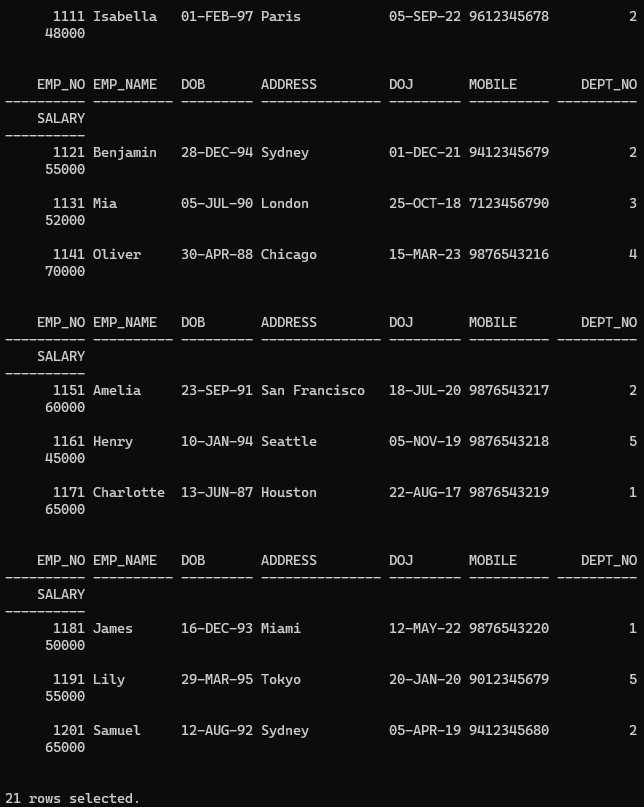 1111 Isabella 01-FEB-97 Paris 05-SEP-22 9612345678 2
48000
EMP_NO EMP_NAME DOB ADDRESS DOJ MOBILE DEPT_NO
---------- ---------- --------- --------------- --------- ---------- ----------
SALARY
----------
1121 Benjamin 28-DEC-94 Sydney 01-DEC-21 9412345679 2
55000
1131 Mia 05-JUL-90 London 25-OCT-18 7123456790 3
52000
1141 Oliver 30-APR-88 Chicago 15-MAR-23 9876543216 4
70000
EMP_NO EMP_NAME DOB ADDRESS DOJ MOBILE DEPT_NO
---------- ---------- --------- --------------- --------- ---------- ----------
SALARY
----------
1151 Amelia 23-SEP-91 San Francisco 18-JUL-20 9876543217 2
60000
1161 Henry 10-JAN-94 Seattle 05-NOV-19 9876543218 5
45000
1171 Charlotte 13-JUN-87 Houston 22-AUG-17 9876543219 1
65000
EMP_NO EMP_NAME DOB ADDRESS DOJ MOBILE DEPT_NO
---------- ---------- --------- --------------- --------- ---------- ----------
SALARY
----------
1181 James 16-DEC-93 Miami 12-MAY-22 9876543220 1
50000
1191 Lily 29-MAR-95 Tokyo 20-JAN-20 9012345679 5
55000
1201 Samuel 12-AUG-92 Sydney 05-APR-19 9412345680 2
65000
21 rows selected.